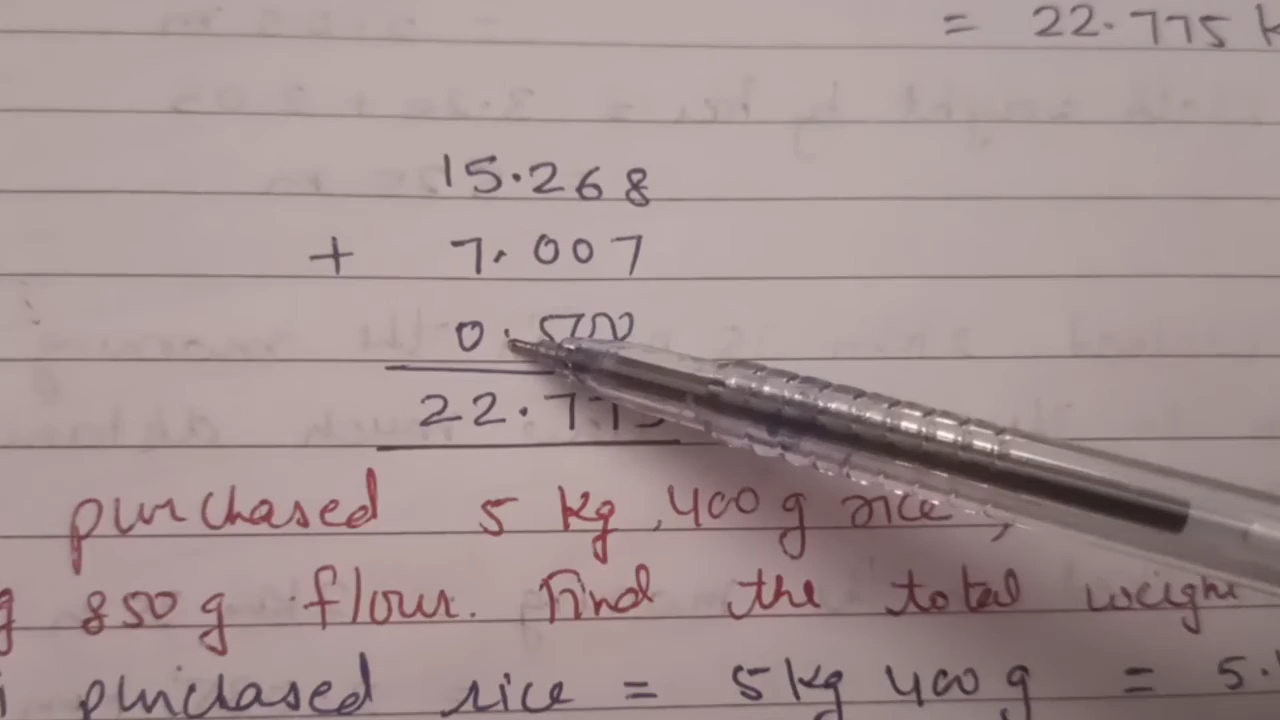 = 22.775 k
15.268
+ 7.007
0.500
22.775
purchased 5 kg, 400 g rice,
g 850 g flour. Find the total weight
i purchased rice = 5 kg 400 g = 5.